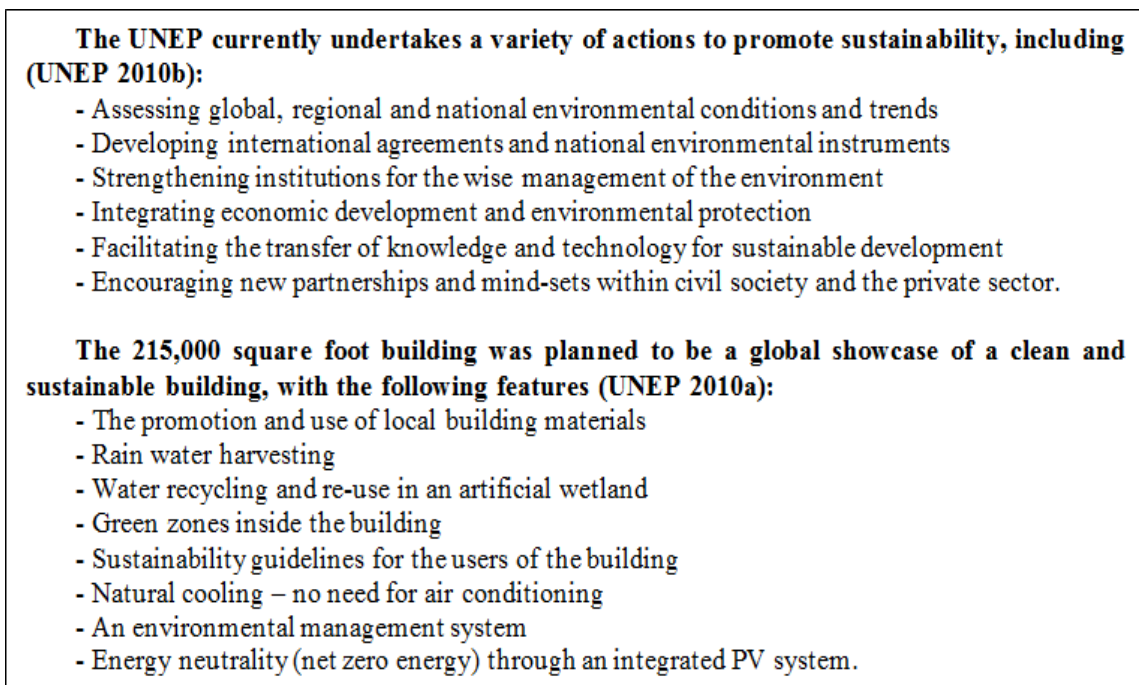 The UNEP currently undertakes a variety of actions to promote sustainability, including
(UNEP 2010b):
- Assessing global, regional and national environmental conditions and trends
- Developing international agreements and national environmental instruments
- Strengthening institutions for the wise management of the environment
- Integrating economic development and environmental protection
- Facilitating the transfer of knowledge and technology for sustainable development
- Encouraging new partnerships and mind-sets within civil society and the private sector.
The 215,000 square foot building was planned to be a global showcase of a clean and
sustainable building, with the following features (UNEP 2010a):
- The promotion and use of local building materials
- Rain water harvesting
- Water recycling and re-use in an artificial wetland
- Green zones inside the building
- Sustainability guidelines for the users of the building
- Natural cooling – no need for air conditioning
- An environmental management system
- Energy neutrality (net zero energy) through an integrated PV system.